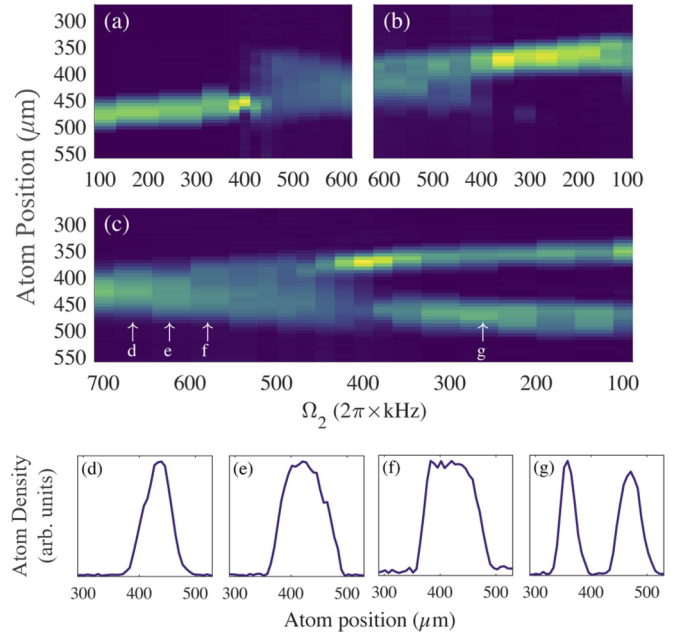 (a)
(b)
300
350
400
450
500
550
100 200 300 400 500 600
600 500 400 300 200 100
Atom Position (μm)
(c)
300
350
400
450
500
550
d
e
f
g
700 600 500 400 300 200 100
Ω₂ (2π×kHz)
Atom Density
(arb. units)
(d)
(e)
(f)
(g)
300 400 500
300 400 500
300 400 500
300 400 500
Atom position (μm)